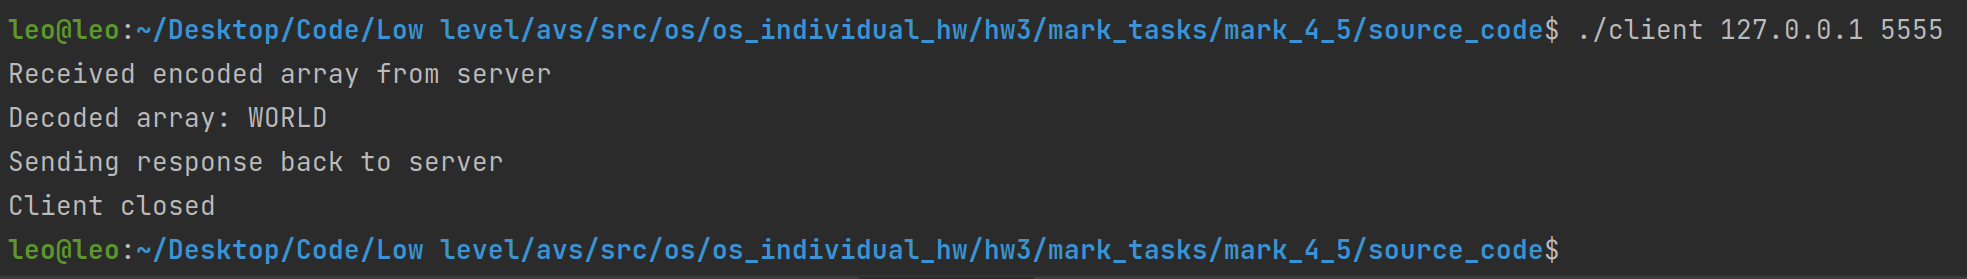 leo@leo:~/Desktop/Code/Low level/avs/src/os/os_individual_hw/hw3/mark_tasks/mark_4_5/source_code$ ./client 127.0.0.1 5555
Received encoded array from server
Decoded array: WORLD
Sending response back to server
Client closed
leo@leo:~/Desktop/Code/Low level/avs/src/os/os_individual_hw/hw3/mark_tasks/mark_4_5/source_code$